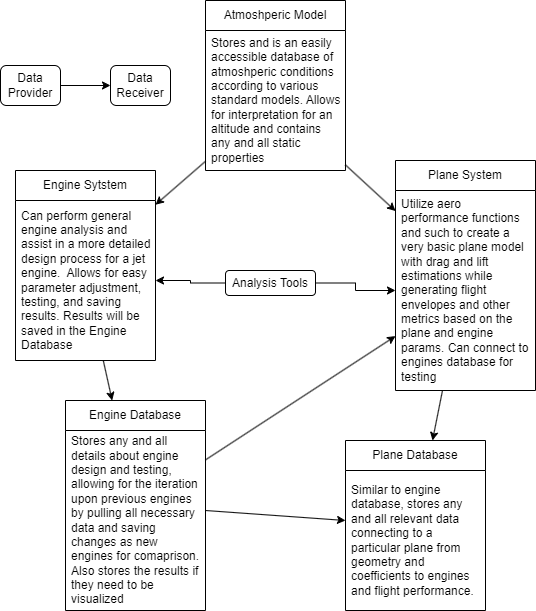 Atmoshperic Model
Stores and is an easily
accessible database of
atmoshperic conditions
according to various
standard models. Allows
for interpretation for an
altitude and contains
any and all static
properties
Data
Provider
Data
Receiver
Engine Sytstem
Can perform general
engine analysis and
assist in a more detailed
design process for a jet
engine.  Allows for easy
parameter adjustment,
testing, and saving
results. Results will be
saved in the Engine
Database
Plane System
Utilize aero
performance functions
and such to create a
very basic plane model
with drag and lift
estimations while
generating flight
envelopes and other
metrics based on the
plane and engine
params. Can connect to
engines database for
testing
Analysis Tools
Engine Database
Stores any and all
details about engine
design and testing,
allowing for the iteration
upon previous engines
by pulling all necessary
data and saving
changes as new
engines for comaprison.
Also stores the results if
they need to be
visualized
Plane Database
Similar to engine
database, stores any
and all relevant data
connecting to a
particular plane from
geometry and
coefficients to engines
and flight performance.